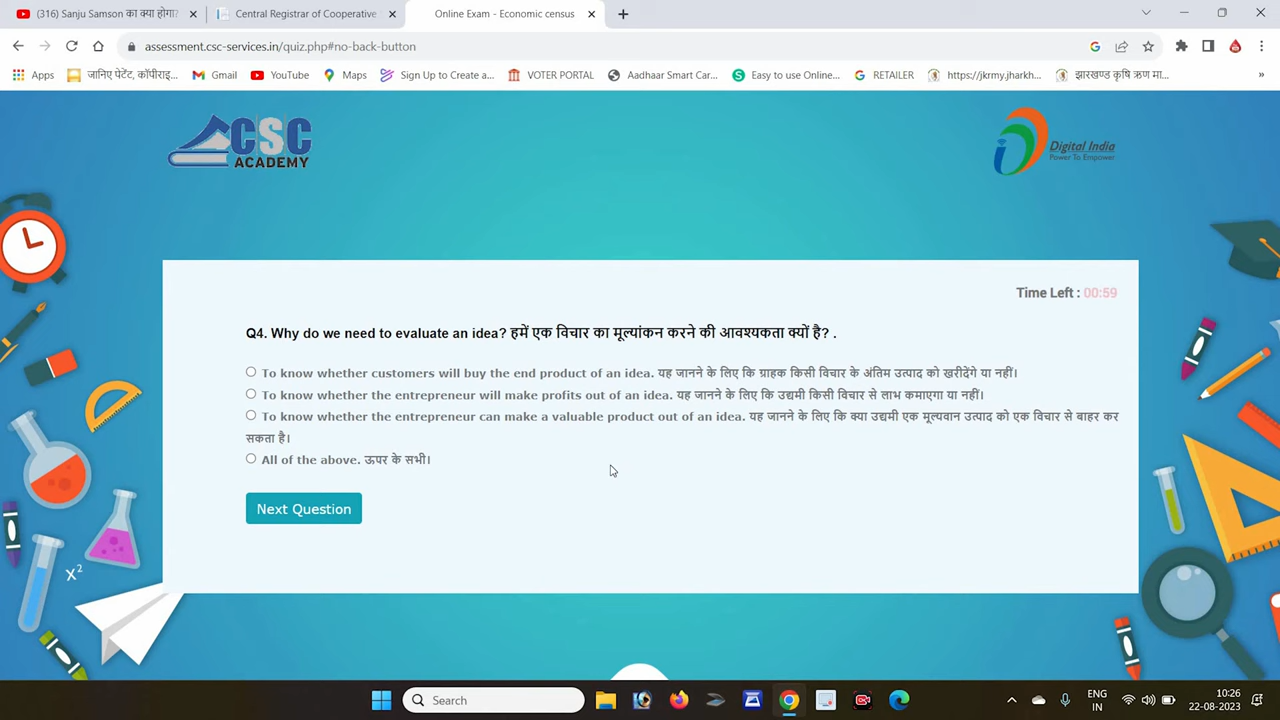 (316) Sanju Samson का क्या होगा?
Central Registrar of Cooperative
Online Exam - Economic census
assessment.csc-services.in/quiz.php#no-back-button
Apps
जानिए पेटेंट, कॉपीराइ...
Gmail
YouTube
Maps
Sign Up to Create a...
VOTER PORTAL
Aadhaar Smart Car...
Easy to use Online...
RETAILER
https://jkrmy.jharkh...
झारखण्ड कृषि ऋण मा...
»
CSC
ACADEMY
Digital India
Power To Empower
Time Left : 00:59
Q4. Why do we need to evaluate an idea? हमें एक विचार का मूल्यांकन करने की आवश्यकता क्यों है? .
To know whether customers will buy the end product of an idea. यह जानने के लिए कि ग्राहक किसी विचार के अंतिम उत्पाद को खरीदेंगे या नहीं।
To know whether the entrepreneur will make profits out of an idea. यह जानने के लिए कि उद्यमी किसी विचार से लाभ कमाएगा या नहीं।
To know whether the entrepreneur can make a valuable product out of an idea. यह जानने के लिए कि क्या उद्यमी एक मूल्यवान उत्पाद को एक विचार से बाहर कर
सकता है।
All of the above. ऊपर के सभी।
Next Question
x²
Search
ENG
IN
10:26
22-08-2023